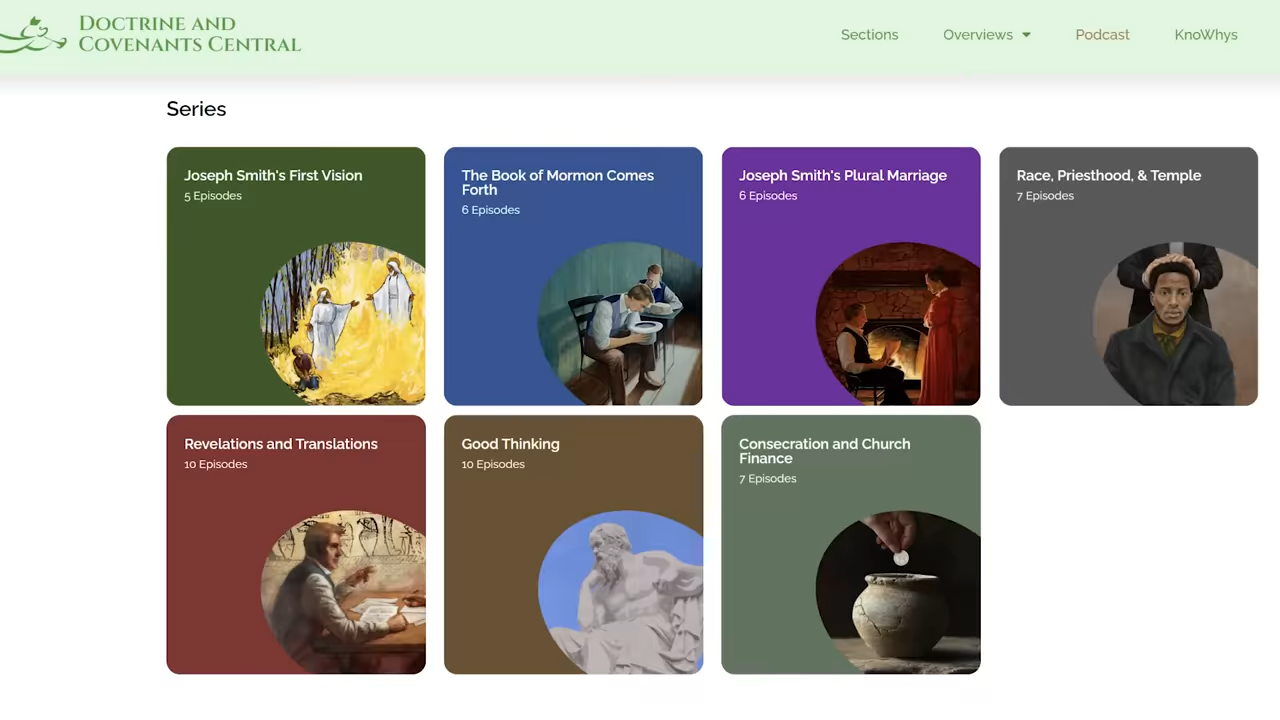 DOCTRINE AND
COVENANTS CENTRAL
Sections
Overviews
Podcast
KnoWhys
Series
Joseph Smith's First Vision
5 Episodes
The Book of Mormon Comes
Forth
6 Episodes
Joseph Smith's Plural Marriage
6 Episodes
Race, Priesthood, & Temple
7 Episodes
Revelations and Translations
10 Episodes
Good Thinking
10 Episodes
Consecration and Church
Finance
7 Episodes